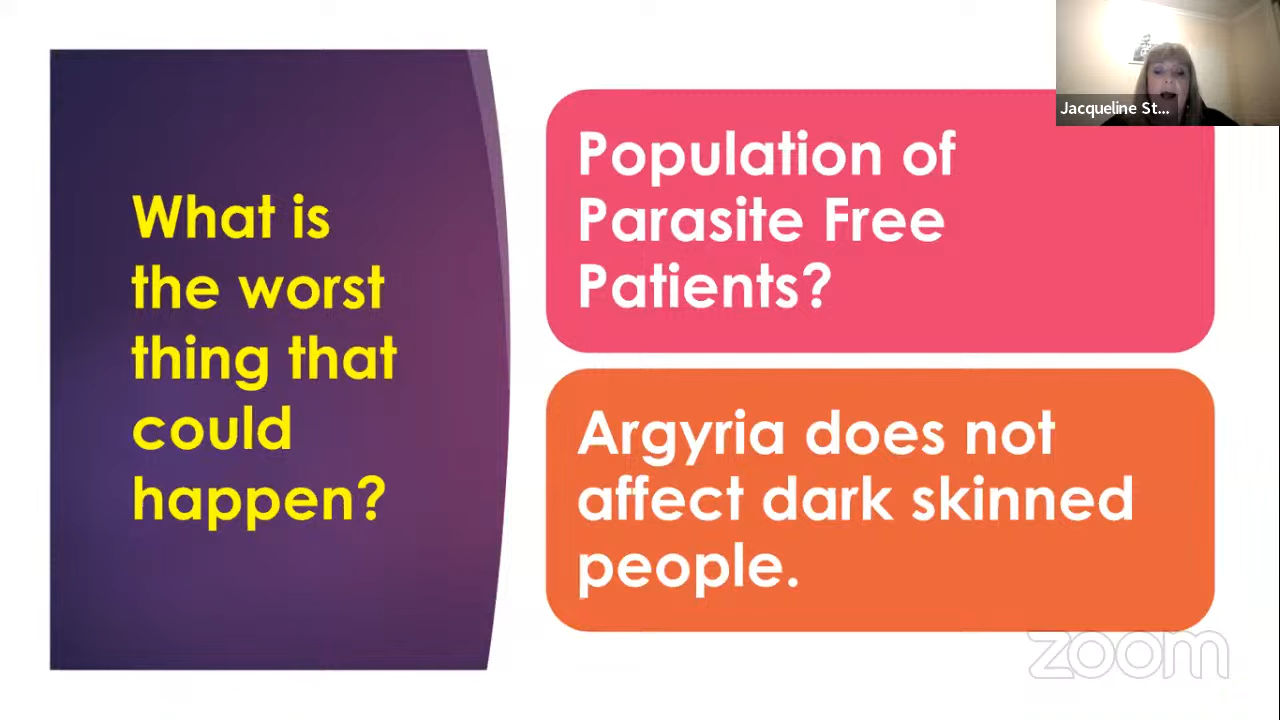 What is
the worst
thing that
could
happen?
Population of
Parasite Free
Patients?
Argyria does not
affect dark skinned
people.
Jacqueline St...
zoom